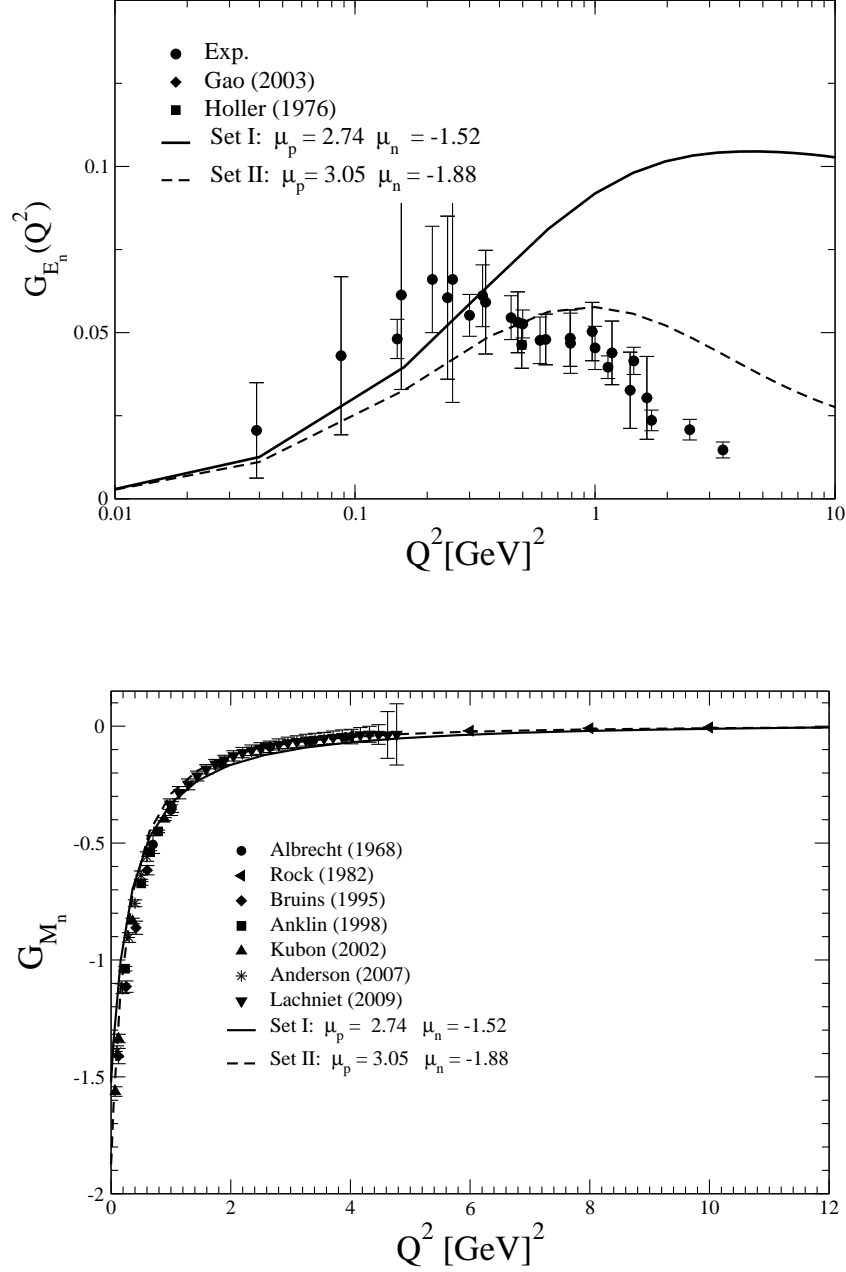 Exp.
Gao (2003)
Holler (1976)
Set I: μp = 2.74 μn = -1.52
Set II: μp = 3.05 μn = -1.88
0.1
0.05
0
GEn(Q2)
0.01 0.1 1 10
Q2 [GeV]2
0
-0.5
-1
-1.5
-2
GMn
Albrecht (1968)
Rock (1982)
Bruins (1995)
Anklin (1998)
Kubon (2002)
Anderson (2007)
Lachniet (2009)
Set I: μp = 2.74 μn = -1.52
Set II: μp = 3.05 μn = -1.88
0 2 4 6 8 10 12
Q2 [GeV]2